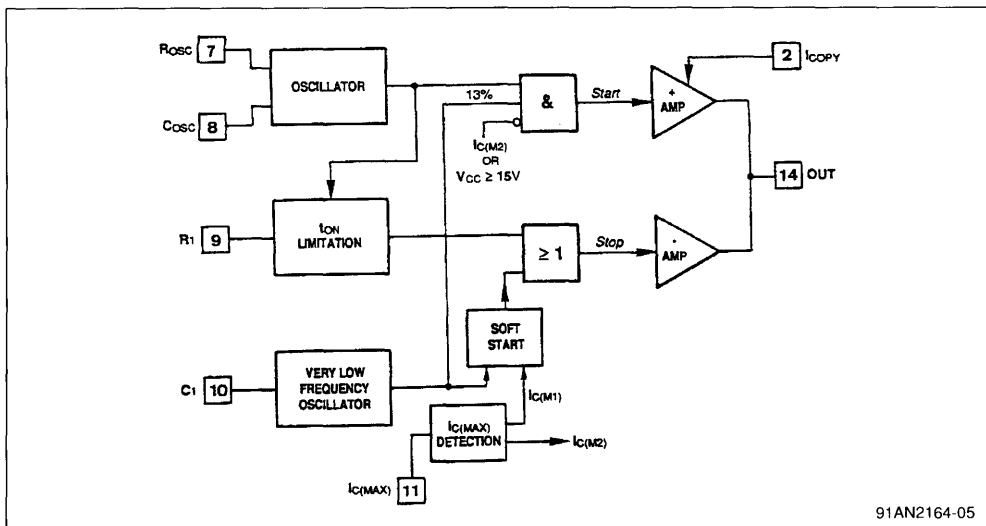 ROSC 7
OSCILLATOR
COSC 8
13%
&
Start
+
AMP
2 ICOPY
IC(M2)
OR
VCC ≥ 15V
14 OUT
R1 9
tON
LIMITATION
≥ 1
Stop
-
AMP
SOFT
START
C1 10
VERY LOW
FREQUENCY
OSCILLATOR
IC(M1)
IC(MAX)
DETECTION
IC(M2)
IC(MAX) 11
91AN2164-05